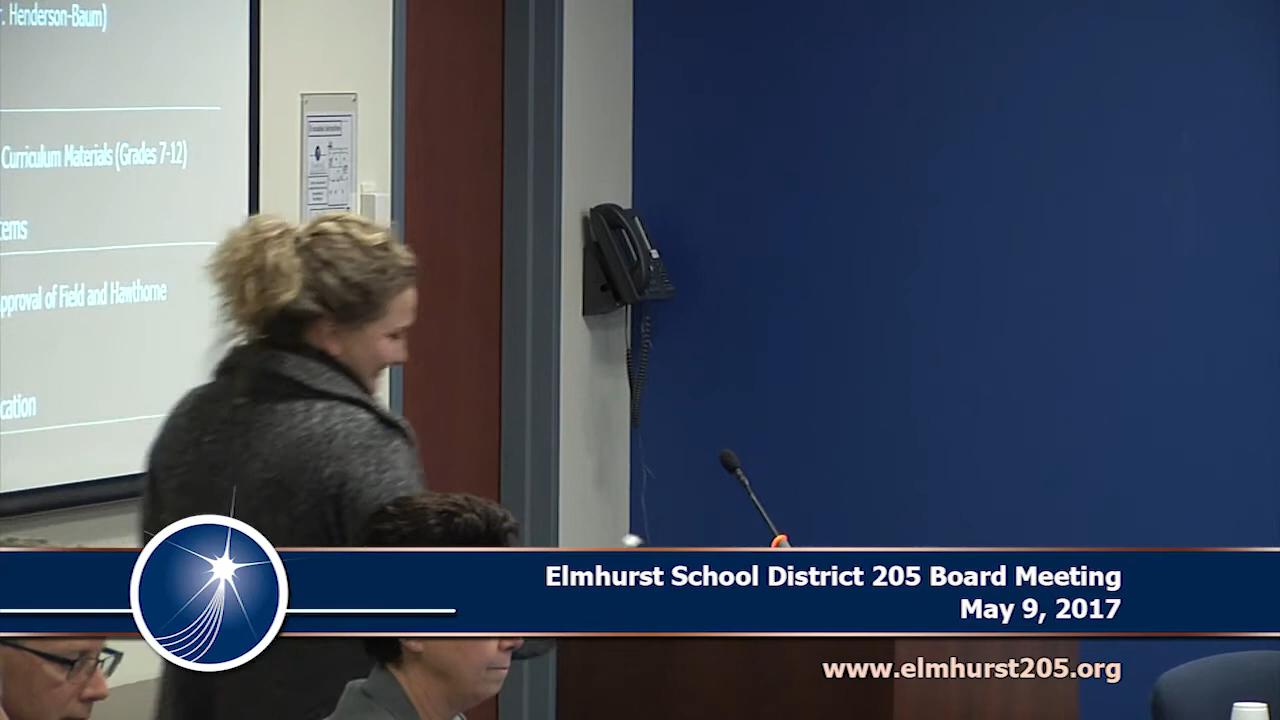 r. Henderson-Baum)
Curriculum Materials (Grades 7-12)
tems
pproval of Field and Hawthorne
cation
Elmhurst School District 205 Board Meeting
May 9, 2017
www.elmhurst205.org